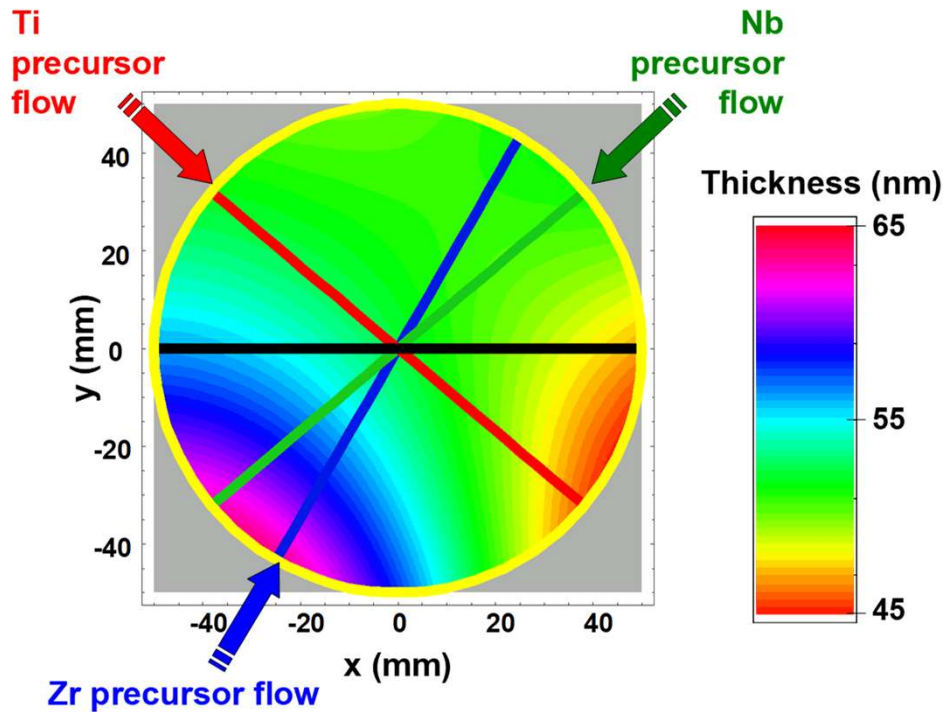 Ti
precursor
flow
Nb
precursor
flow
Thickness (nm)
65
55
45
40
20
0
-20
-40
y (mm)
-40
-20
0
20
40
x (mm)
Zr precursor flow